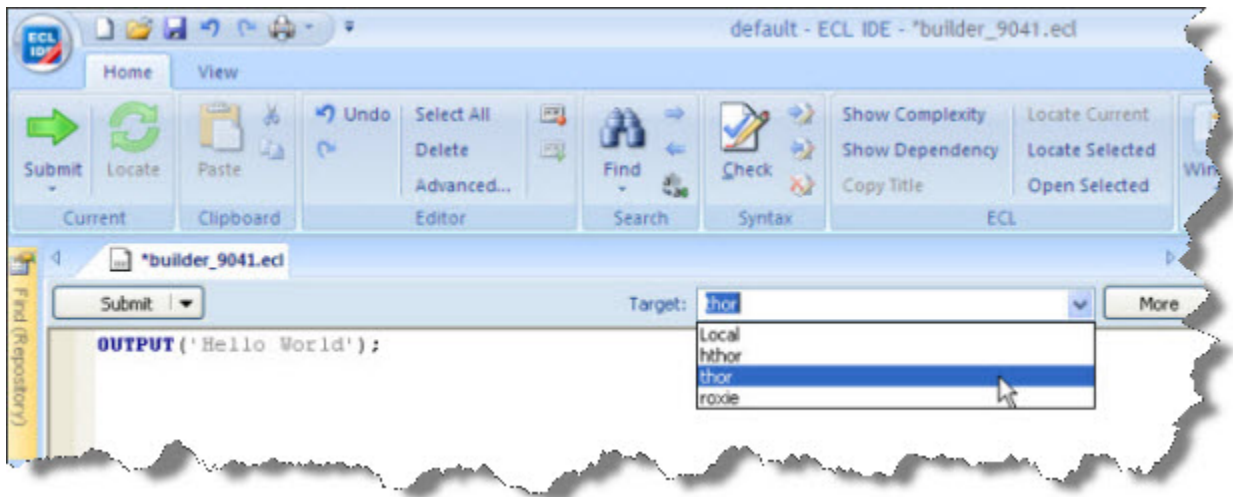 ECL IDE
default - ECL IDE - *builder_9041.ecl
Home View
Submit Locate Paste Undo Select All Delete Advanced... Find Check Show Complexity Show Dependency Copy Title Locate Current Locate Selected Open Selected
Current Clipboard Editor Search Syntax ECL
*builder_9041.ecl
Find (Repository)
Submit Target: thor More
OUTPUT('Hello World');
Local
hthor
thor
roxie